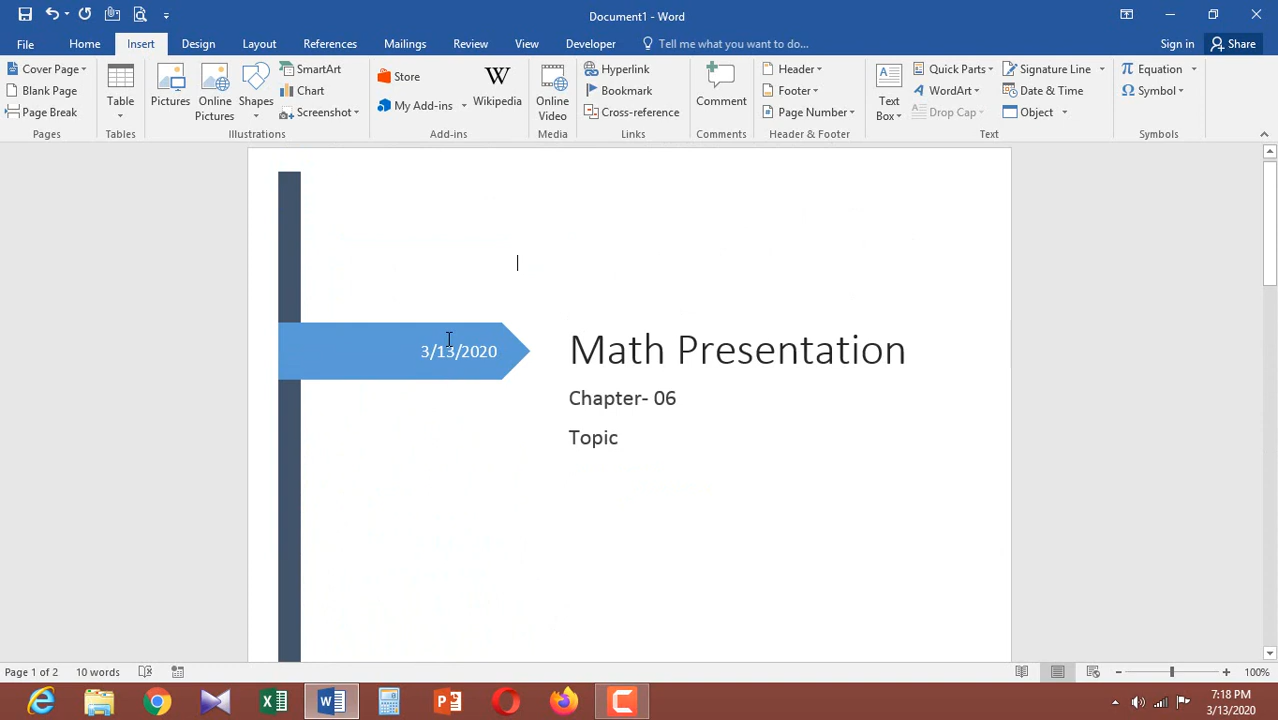 Document1 - Word
File Home Insert Design Layout References Mailings Review View Developer Tell me what you want to do... Sign in Share
Cover Page
Blank Page
Page Break
Pages
Table
Tables
Pictures
Online Pictures
Shapes
SmartArt
Chart
Screenshot
Illustrations
Store
My Add-ins
Wikipedia
Add-ins
Online Video
Media
Hyperlink
Bookmark
Cross-reference
Links
Comment
Comments
Header
Footer
Page Number
Header & Footer
Text Box
Quick Parts
WordArt
Drop Cap
Signature Line
Date & Time
Object
Text
Equation
Symbol
Symbols
3/13/2020
Math Presentation
Chapter- 06
Topic
Page 1 of 2 10 words 100%
7:18 PM
3/13/2020